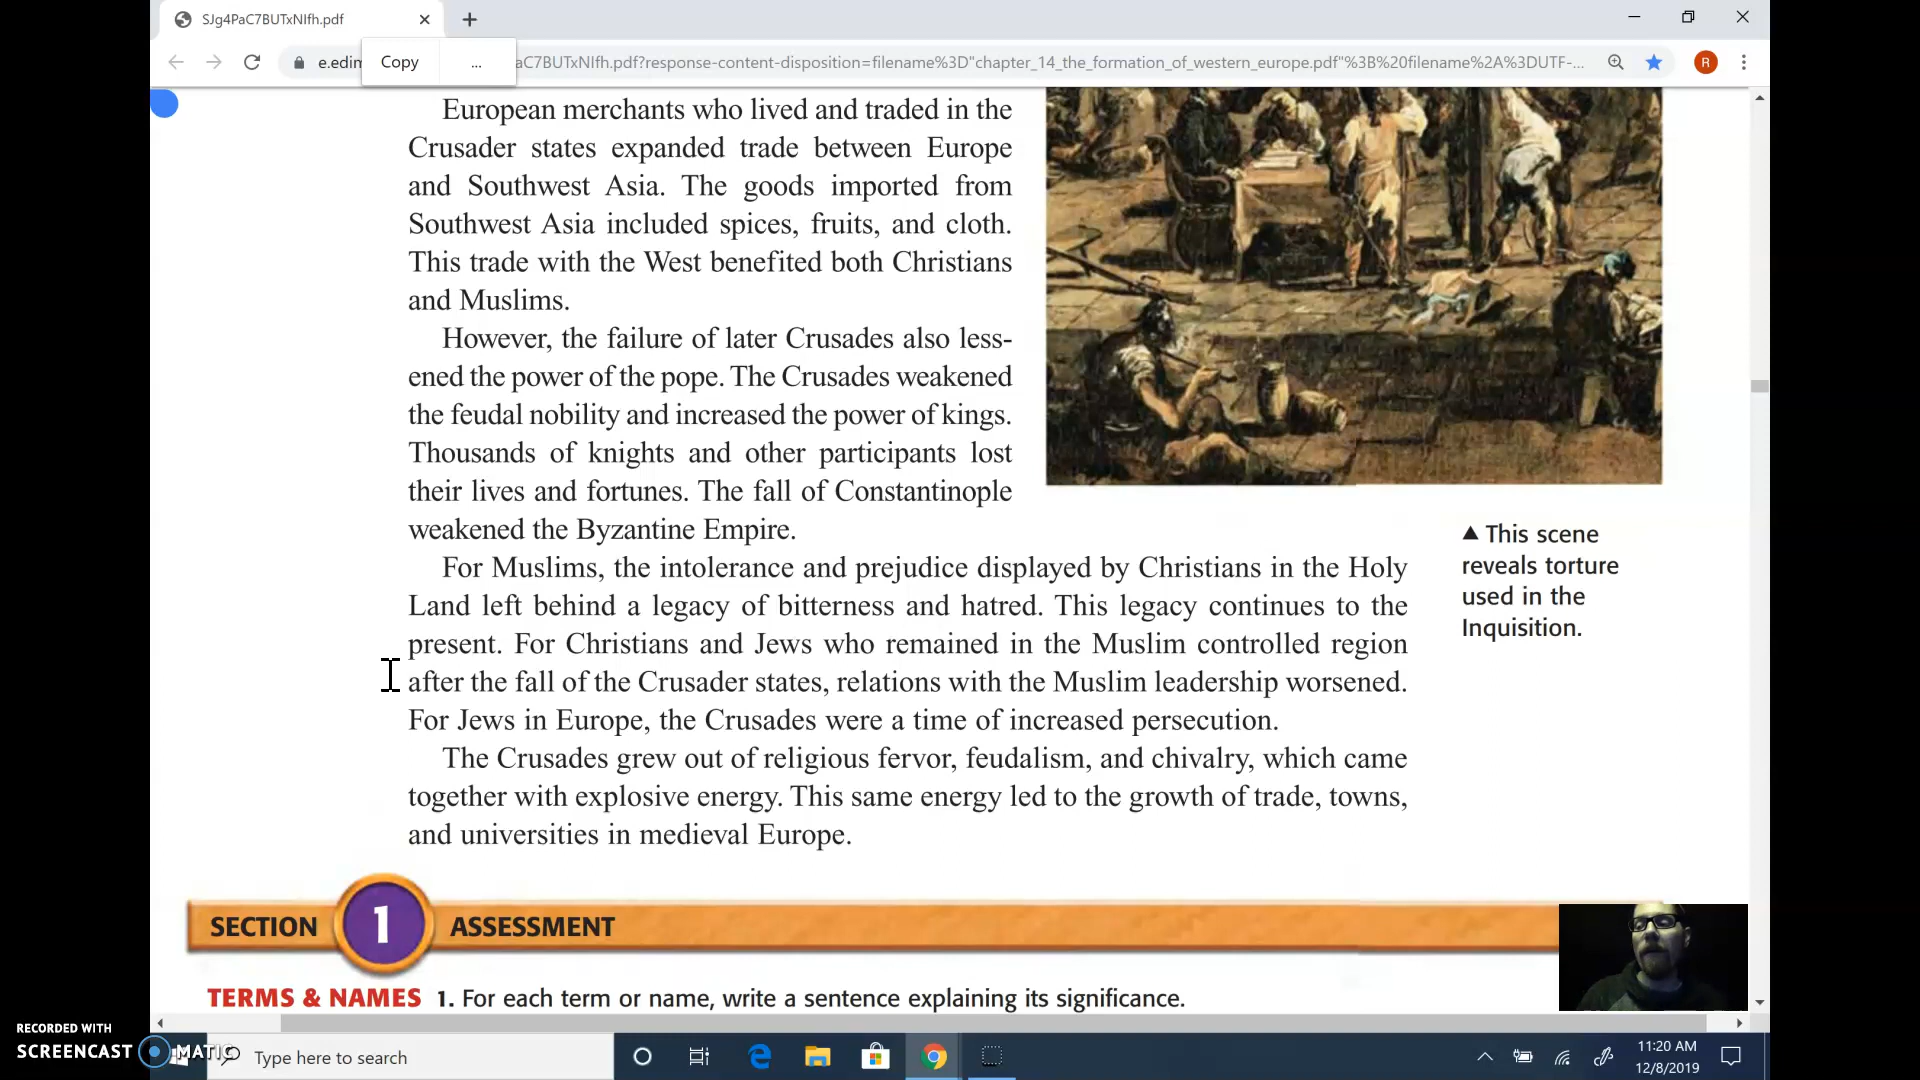 SJg4PaC7BUTxNIfh.pdf
e.edim
Copy
...
aC7BUTxNIfh.pdf?response-content-disposition=filename%3D"chapter_14_the_formation_of_western_europe.pdf"%3B%20filename%2A%3DUTF-...
R
European merchants who lived and traded in the
Crusader states expanded trade between Europe
and Southwest Asia. The goods imported from
Southwest Asia included spices, fruits, and cloth.
This trade with the West benefited both Christians
and Muslims.
However, the failure of later Crusades also less-
ened the power of the pope. The Crusades weakened
the feudal nobility and increased the power of kings.
Thousands of knights and other participants lost
their lives and fortunes. The fall of Constantinople
weakened the Byzantine Empire.
▲ This scene
reveals torture
used in the
Inquisition.
For Muslims, the intolerance and prejudice displayed by Christians in the Holy
Land left behind a legacy of bitterness and hatred. This legacy continues to the
present. For Christians and Jews who remained in the Muslim controlled region
after the fall of the Crusader states, relations with the Muslim leadership worsened.
For Jews in Europe, the Crusades were a time of increased persecution.
The Crusades grew out of religious fervor, feudalism, and chivalry, which came
together with explosive energy. This same energy led to the growth of trade, towns,
and universities in medieval Europe.
SECTION 1 ASSESSMENT
TERMS & NAMES 1. For each term or name, write a sentence explaining its significance.
RECORDED WITH
SCREENCAST MATIC
Type here to search
11:20 AM
12/8/2019